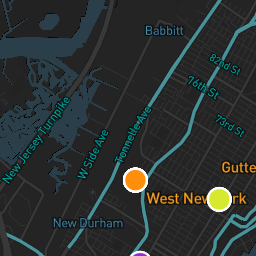 Babbitt
82nd St
76th St
73rd St
New Jersey Turnpike
W Side Ave
Tonnelle Ave
Gutte
West New York
New Durham